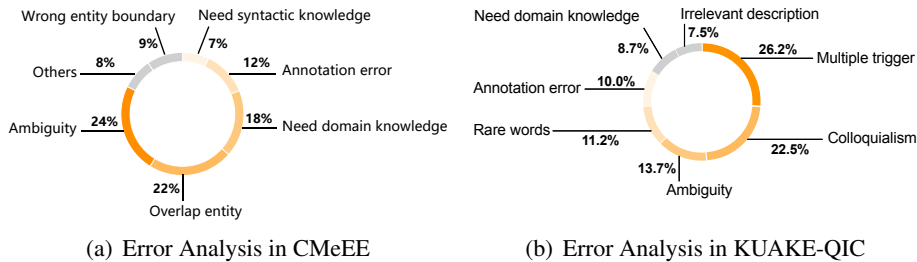 Wrong entity boundary
9%
Need syntactic knowledge
7%
Others
8%
12%
Annotation error
Ambiguity
24%
18%
Need domain knowledge
22%
Overlap entity
(a) Error Analysis in CMeEE
Need domain knowledge
8.7%
Irrelevant description
7.5%
26.2%
Multiple trigger
Annotation error
10.0%
Rare words
11.2%
22.5%
Colloquialism
13.7%
Ambiguity
(b) Error Analysis in KUAKE-QIC